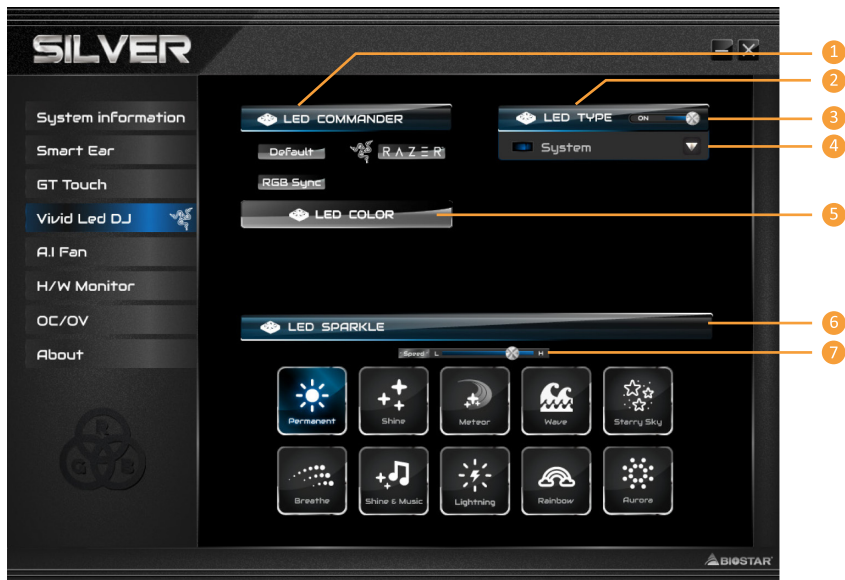 SILVER
1
2
System information
Smart Ear
GT Touch
Vivid Led DJ
A.I Fan
H/W Monitor
OC/OV
About
LED COMMANDER
Default
RAZER
RGB Sync
LED TYPE ON
3
System
4
LED COLOR
5
LED SPARKLE
6
Speed L H
7
Permanent
Shine
Meteor
Wave
Starry Sky
Breathe
Shine & Music
Lightning
Rainbow
Aurora
R
G B
BIOSTAR